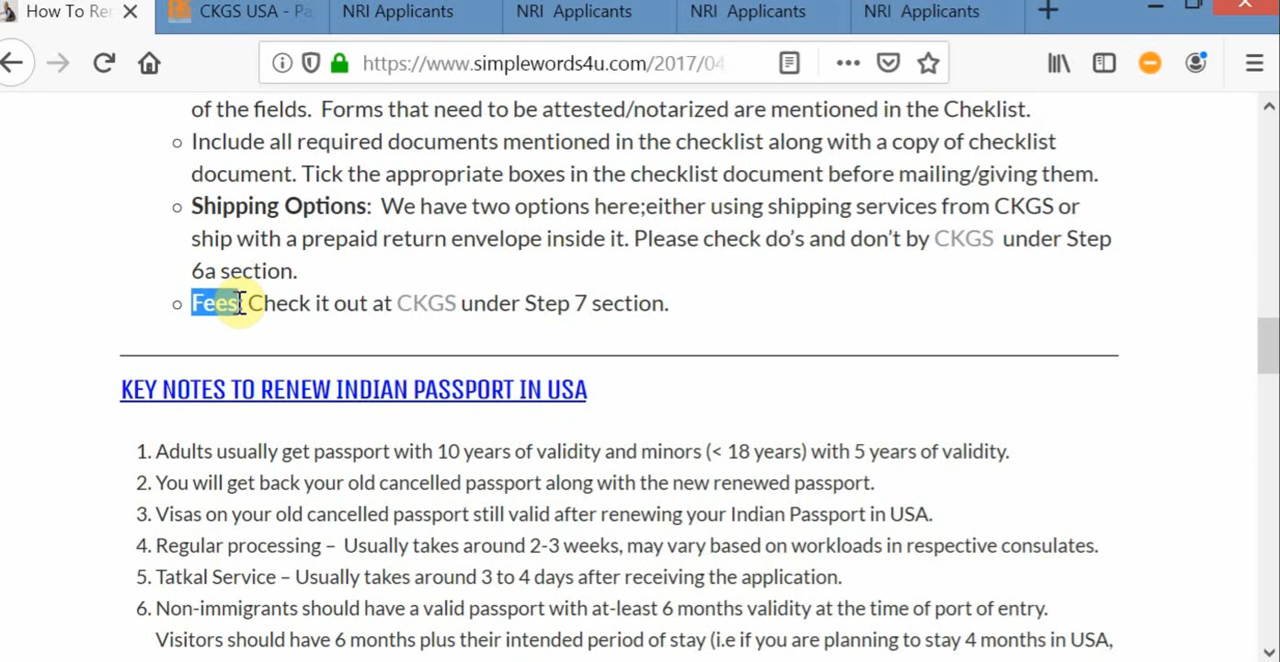 How To Re
CKGS USA - Pa
NRI Applicants
NRI Applicants
NRI Applicants
NRI Applicants
https://www.simplewords4u.com/2017/04
of the fields. Forms that need to be attested/notarized are mentioned in the Cheklist.
Include all required documents mentioned in the checklist along with a copy of checklist
document. Tick the appropriate boxes in the checklist document before mailing/giving them.
Shipping Options: We have two options here;either using shipping services from CKGS or
ship with a prepaid return envelope inside it. Please check do's and don't by CKGS under Step
6a section.
Fees: Check it out at CKGS under Step 7 section.
KEY NOTES TO RENEW INDIAN PASSPORT IN USA
1. Adults usually get passport with 10 years of validity and minors (< 18 years) with 5 years of validity.
2. You will get back your old cancelled passport along with the new renewed passport.
3. Visas on your old cancelled passport still valid after renewing your Indian Passport in USA.
4. Regular processing – Usually takes around 2-3 weeks, may vary based on workloads in respective consulates.
5. Tatkal Service – Usually takes around 3 to 4 days after receiving the application.
6. Non-immigrants should have a valid passport with at-least 6 months validity at the time of port of entry.
Visitors should have 6 months plus their intended period of stay (i.e if you are planning to stay 4 months in USA,